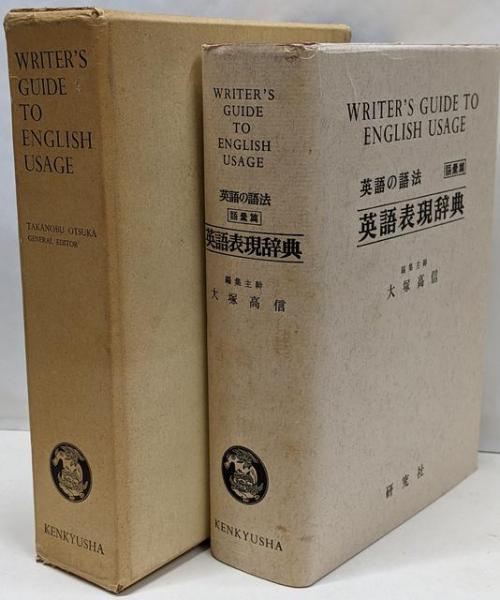 WRITER'S
GUIDE
TO
ENGLISH
USAGE
TAKANOBU OTSUKA
GENERAL EDITOR
KENKYUSHA
WRITER'S
GUIDE
TO
ENGLISH
USAGE
英語の語法
語彙篇
英語表現辞典
編集主幹
大塚高信
KENKYUSHA
WRITER'S GUIDE TO
ENGLISH USAGE
英語の語法 語彙篇
英語表現辞典
編集主幹
大塚高信
研究社